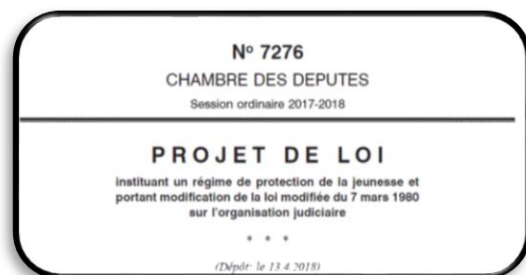 Nº 7276
CHAMBRE DES DEPUTES
Session ordinaire 2017-2018
PROJET DE LOI
instituant un régime de protection de la jeunesse et
portant modification de la loi modifiée du 7 mars 1980
sur l'organisation judiciaire
* * *
(Dépôt: le 13.4.2018)